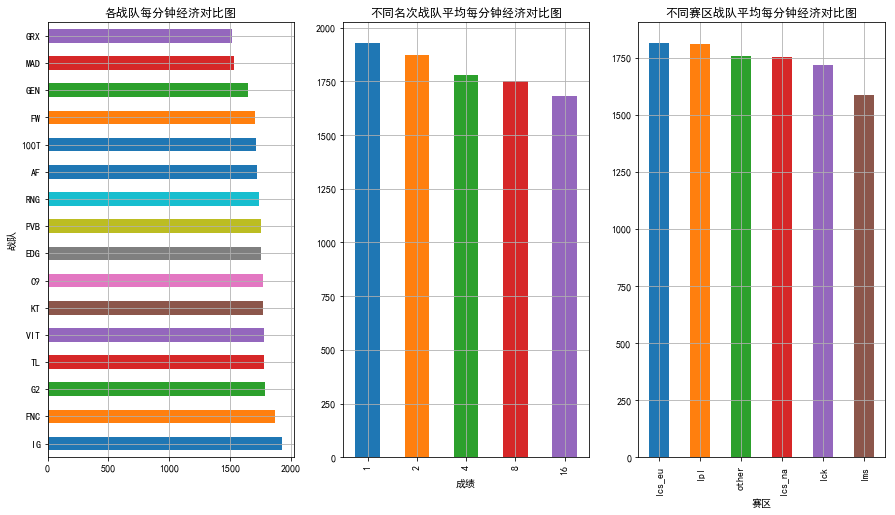 各战队每分钟经济对比图
GRX
MAD
GEN
FW
100T
AF
RNG
PVB
EDG
C9
KT
VIT
TL
G2
FNC
IG
战队
0 500 1000 1500 2000
不同名次战队平均每分钟经济对比图
2000
1750
1500
1250
1000
750
500
250
0
1 2 4 8 16
成绩
不同赛区战队平均每分钟经济对比图
1750
1500
1250
1000
750
500
250
0
lcs_eu lpl other lcs_na lck lms
赛区